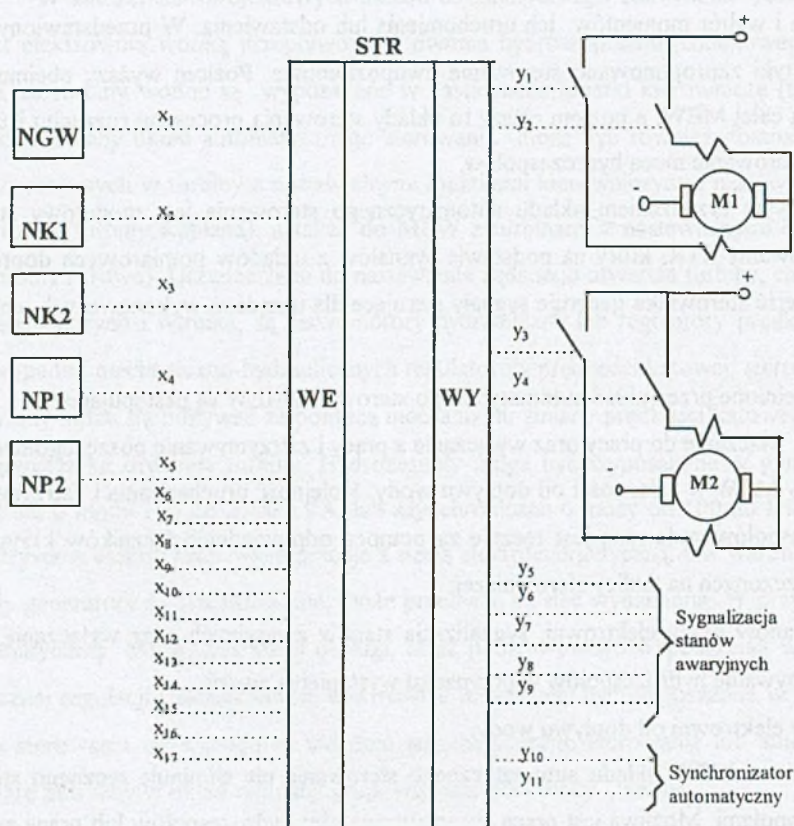 STR
NGW
NK1
NK2
NP1
NP2
x₁
x₂
x₃
x₄
x₅
x₆
x₇
x₈
x₉
x₁₀
x₁₁
x₁₂
x₁₃
x₁₄
x₁₅
x₁₆
x₁₇
WE
WY
y₁
y₂
y₃
y₄
y₅
y₆
y₇
y₈
y₉
y₁₀
y₁₁
+
M1
0
+
M2
0
Sygnalizacja
stanów
awaryjnych
Synchronizator
automatyczny